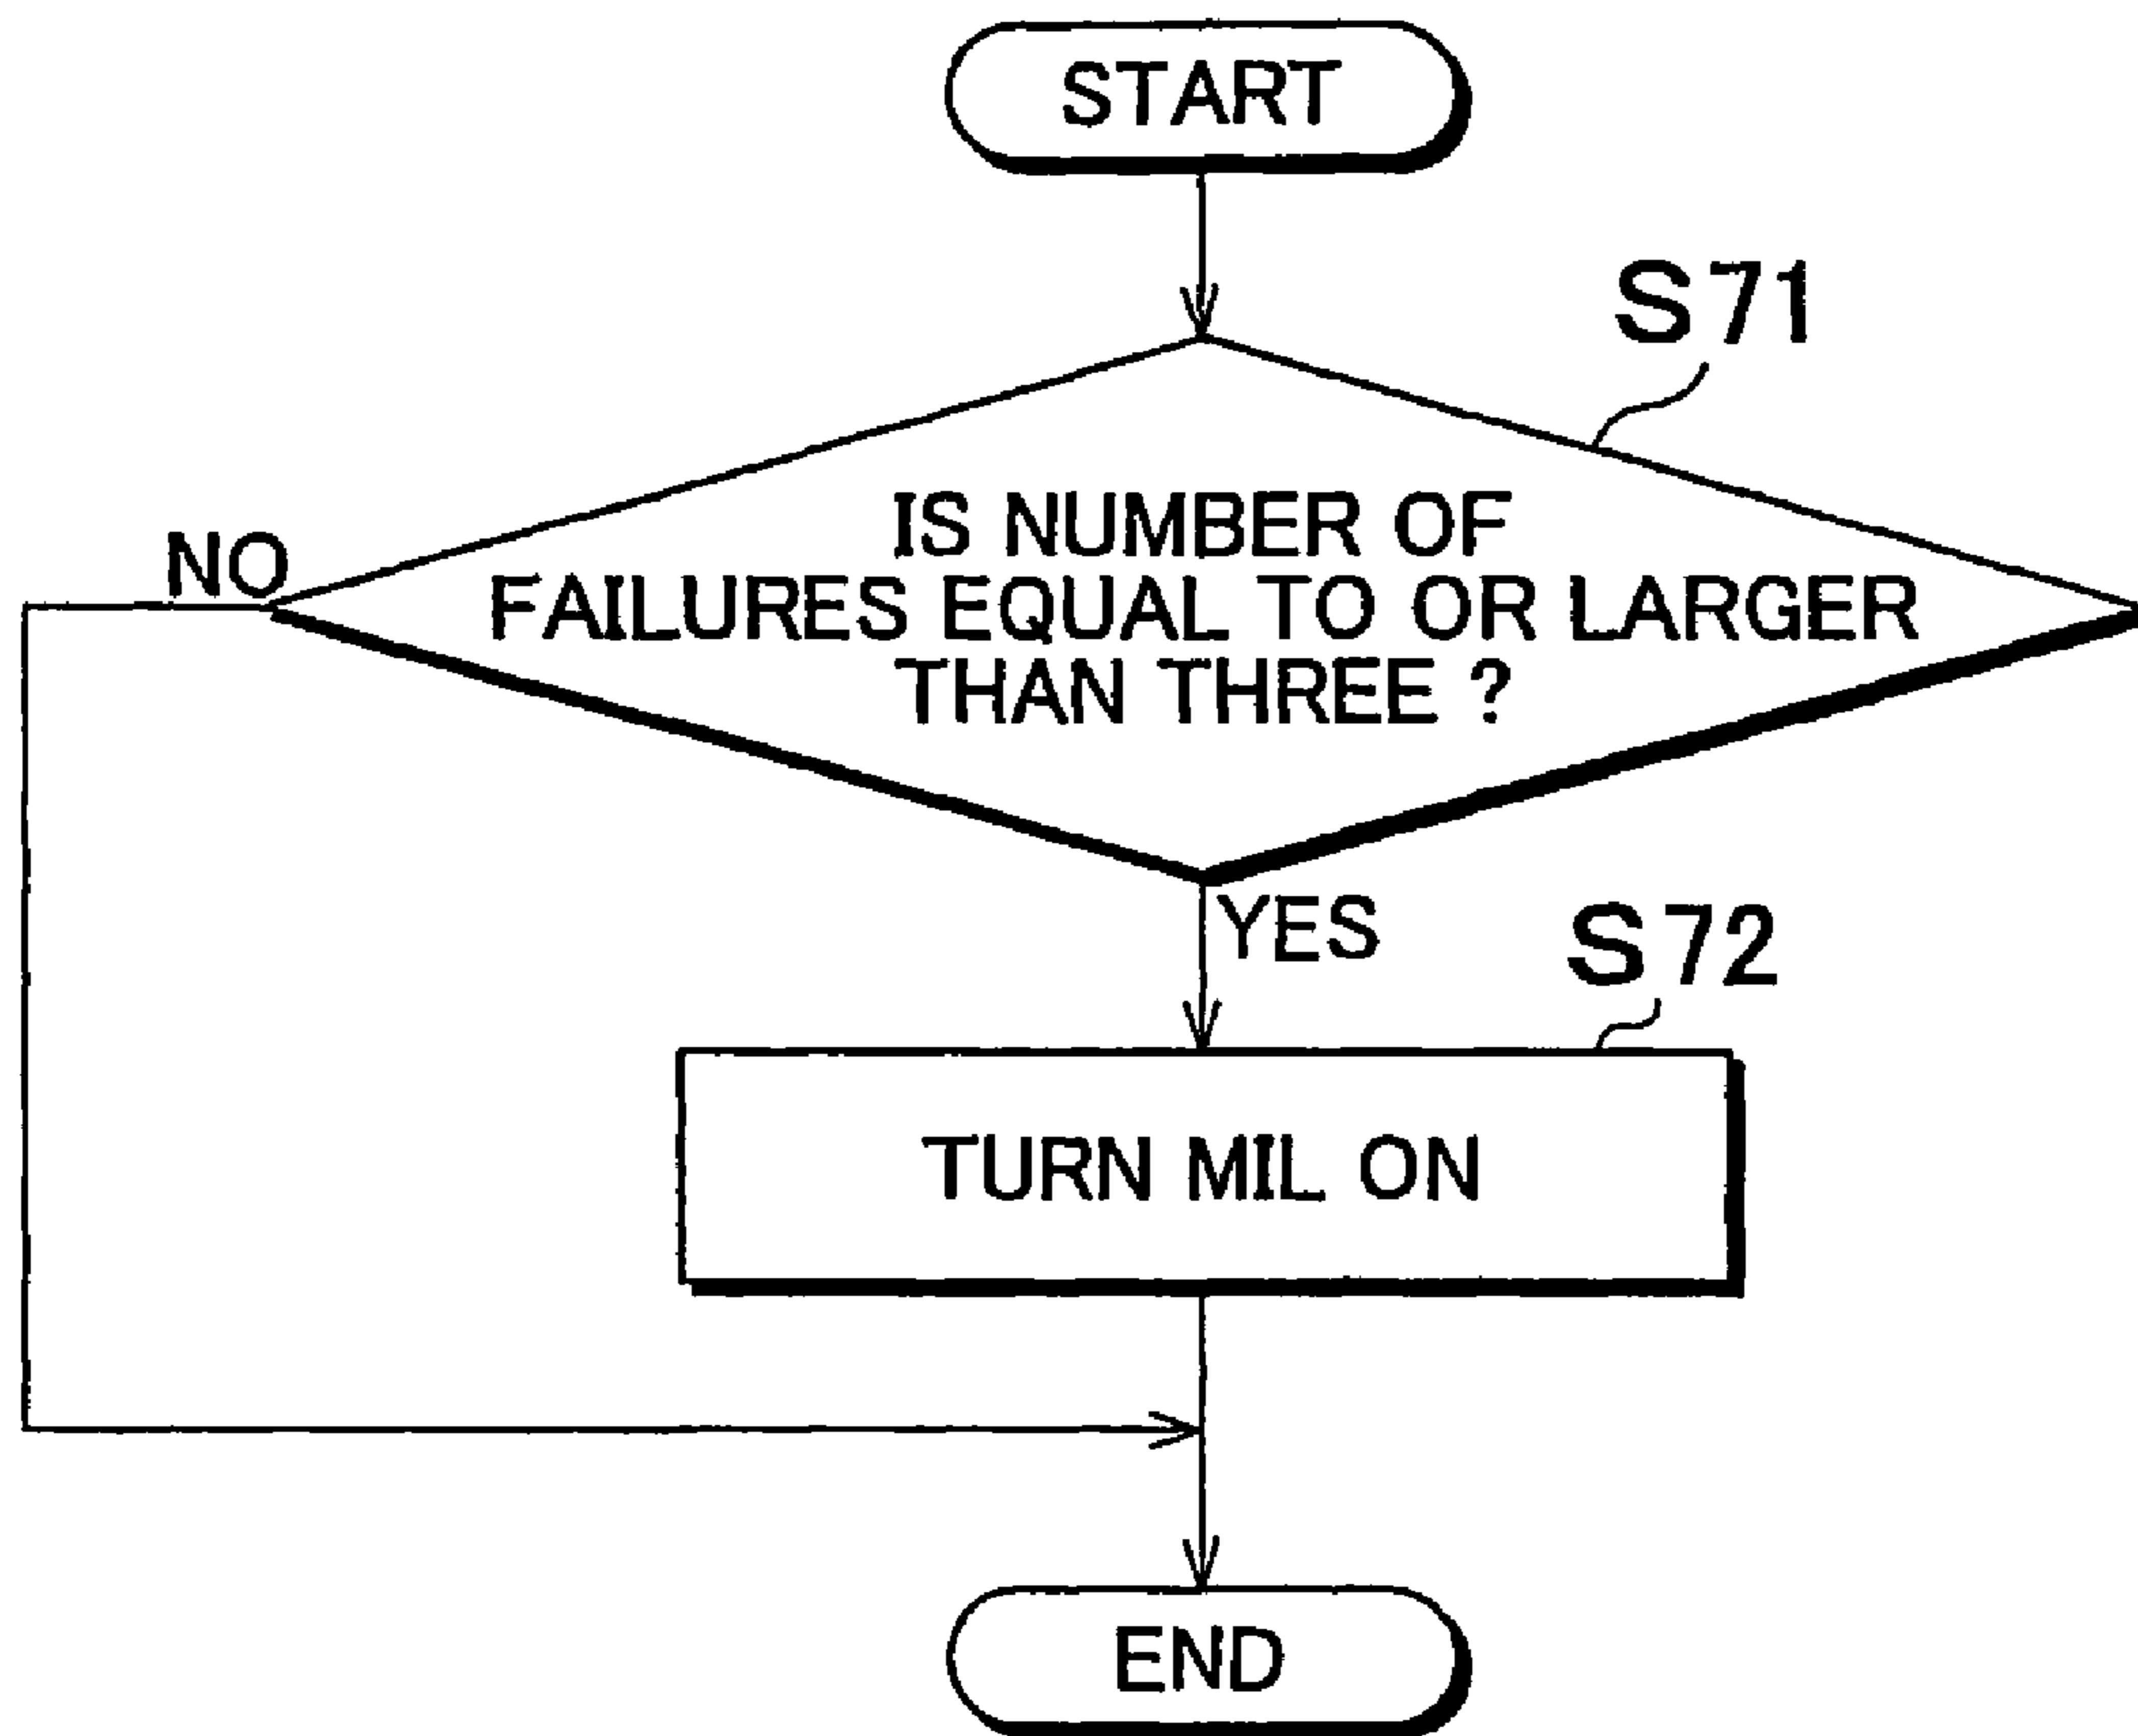 START
S71
IS NUMBER OF
FAILURES EQUAL TO OR LARGER
THAN THREE ?
NO
YES
S72
TURN MIL ON
END